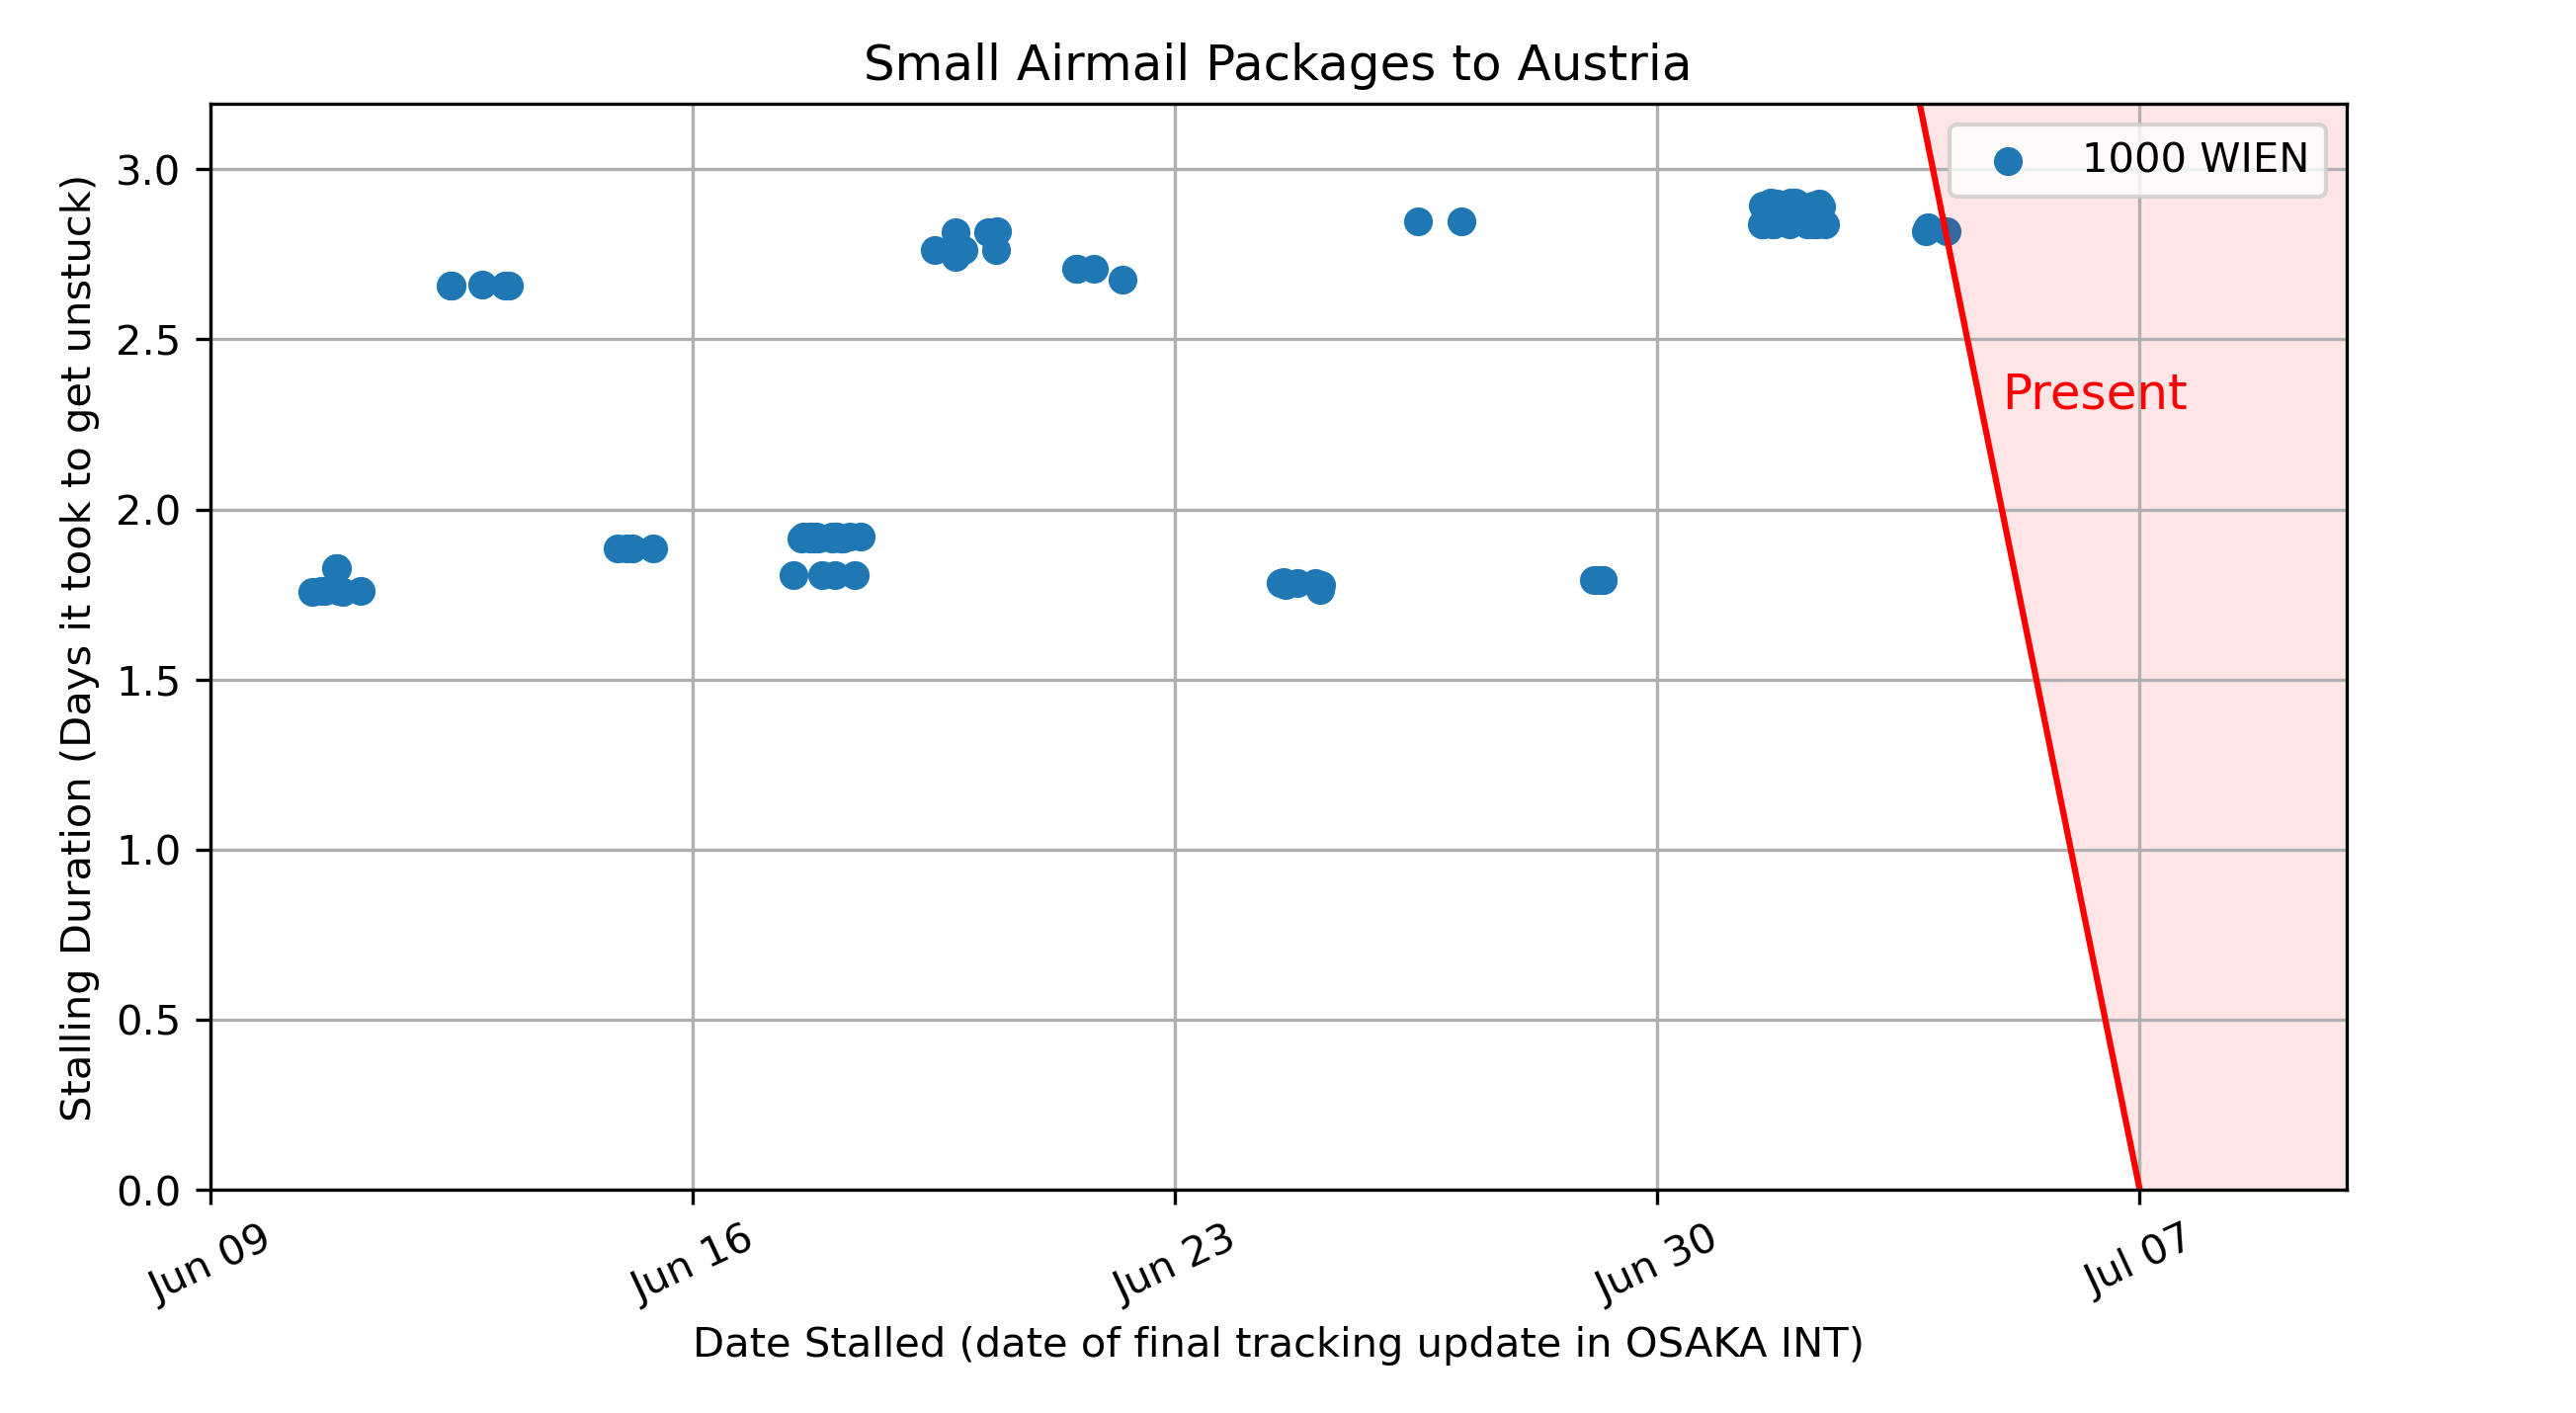 Small Airmail Packages to Austria
Stalling Duration (Days it took to get unstuck)
3.0
2.5
2.0
1.5
1.0
0.5
0.0
1000 WIEN
Present
Jun 09
Jun 16
Jun 23
Jun 30
Jul 07
Date Stalled (date of final tracking update in OSAKA INT)